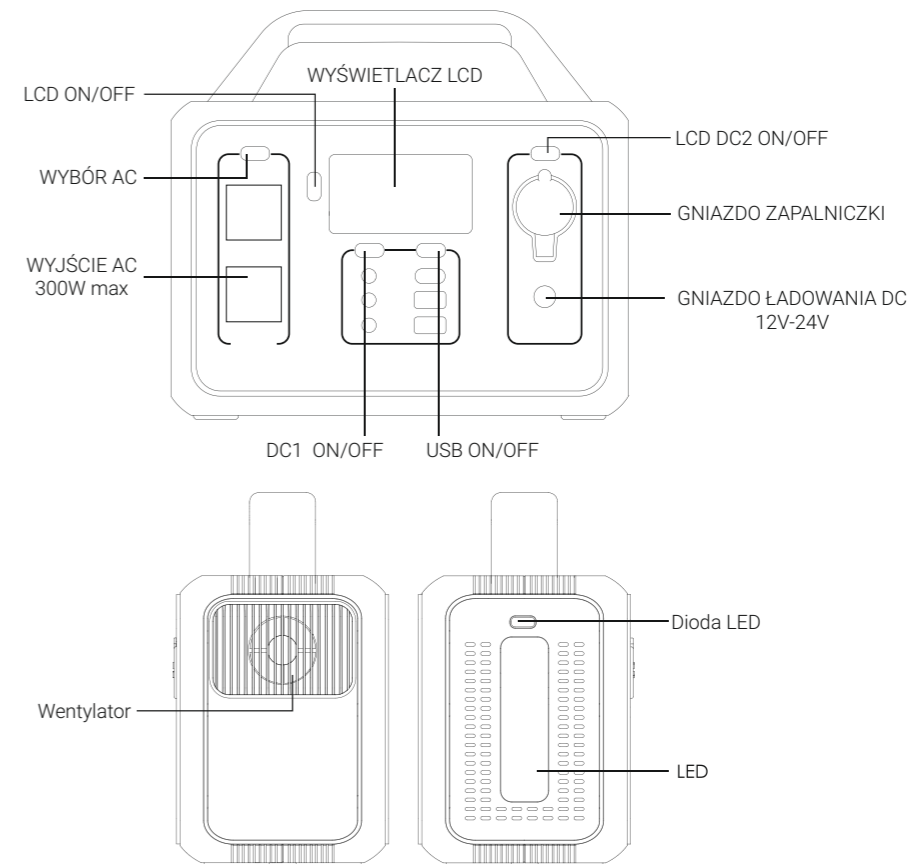 WYŚWIETLACZ LCD
LCD ON/OFF
LCD DC2 ON/OFF
WYBÓR AC
GNIAZDO ZAPALNICZKI
WYJŚCIE AC
300W max
GNIAZDO ŁADOWANIA DC
12V-24V
DC1 ON/OFF
USB ON/OFF
Dioda LED
Wentylator
LED